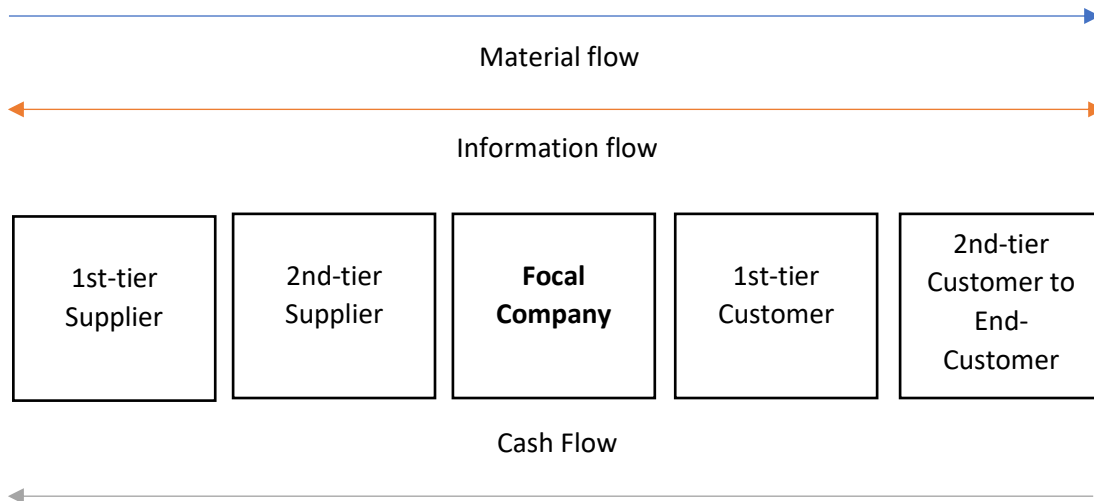 Material flow
Information flow
1st-tier
Supplier
2nd-tier
Supplier
Focal
Company
1st-tier
Customer
2nd-tier
Customer to
End-
Customer
Cash Flow